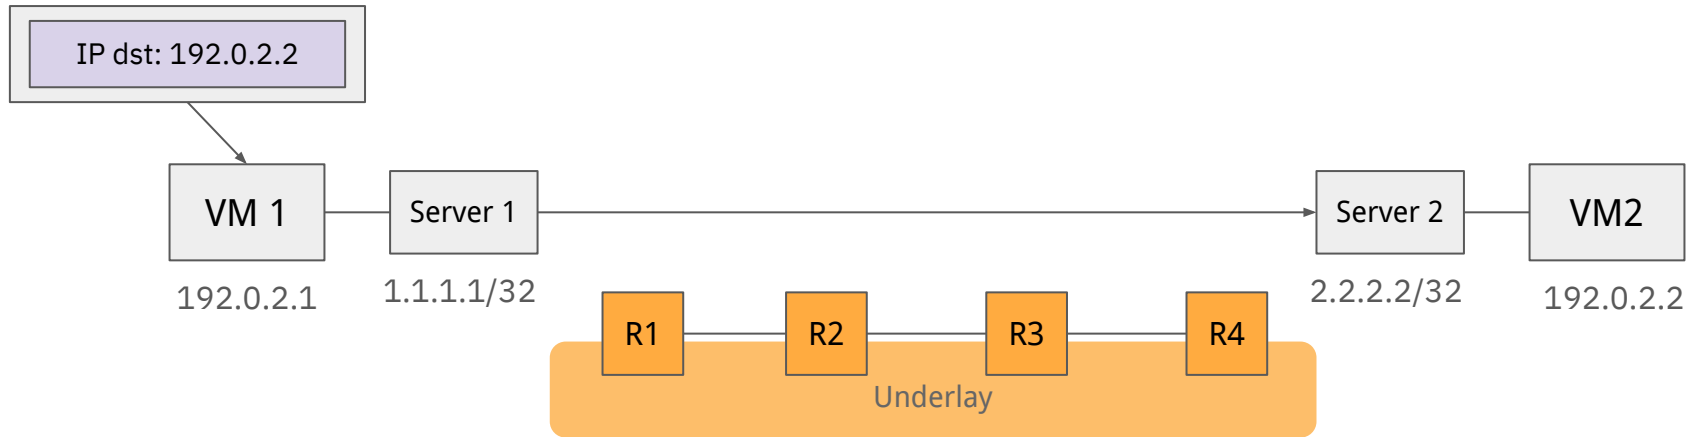 IP dst: 192.0.2.2
VM 1
Server 1
Server 2
VM2
192.0.2.1
1.1.1.1/32
2.2.2.2/32
192.0.2.2
R1
R2
R3
R4
Underlay